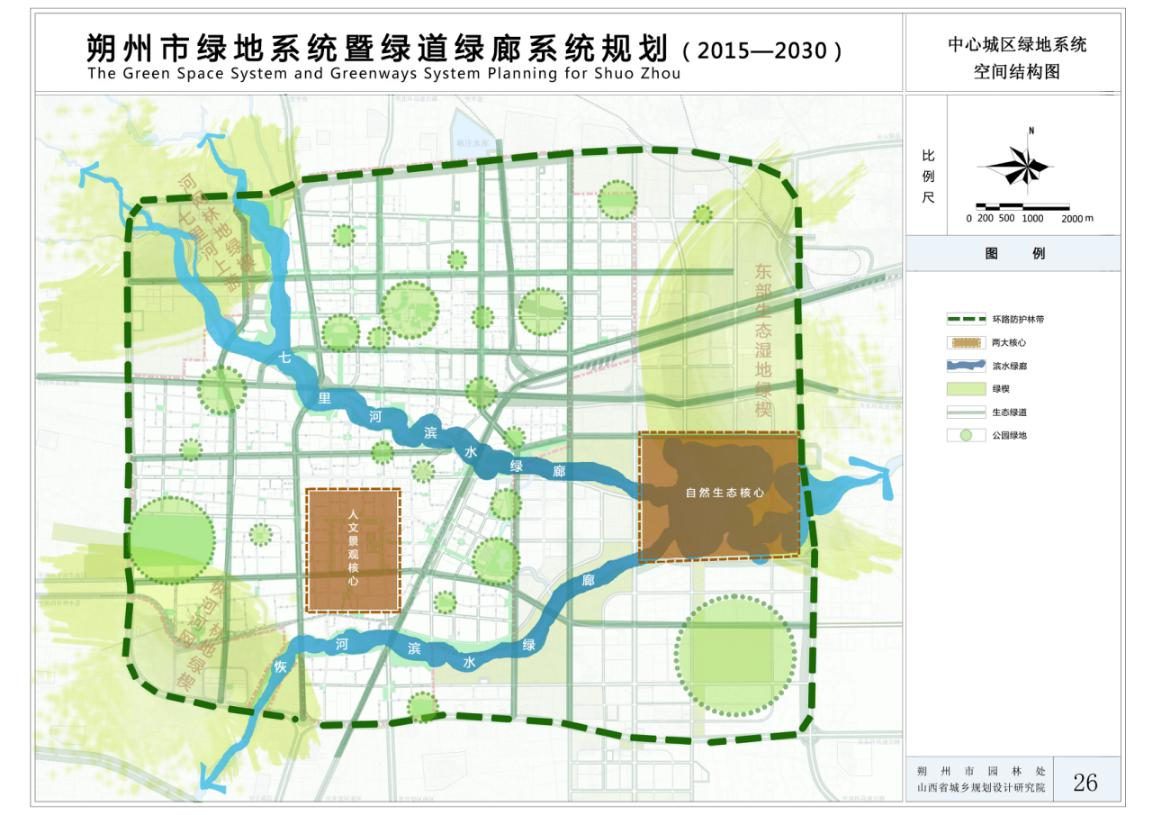 朔州市绿地系统暨绿道绿廊系统规划（2015—2030）
The Green Space System and Greenways System Planning for Shuo Zhou
中心城区绿地系统
空间结构图
比例尺
N
0 200 500 1000 2000 m
图 例
环路防护林带
两大核心
滨水绿廊
绿楔
生态绿道
公园绿地
东部生态湿地绿楔
七里河滨水绿廊
自然生态核心
人文景观核心
恢河滨水绿廊
朔州市园林处
山西省城乡规划设计研究院
26